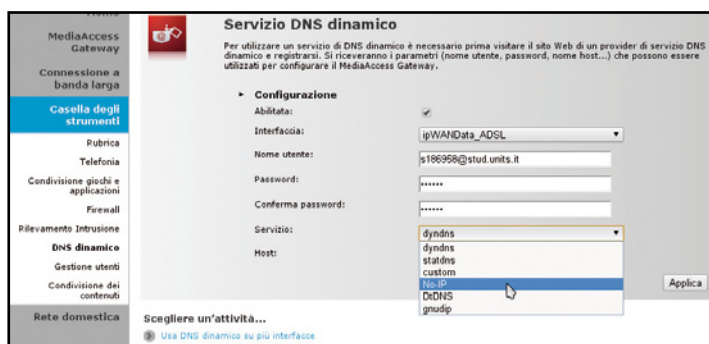 MediaAccess
Gateway
Connessione a
banda larga
Casella degli
strumenti
Rubrica
Telefonia
Condivisione giochi e
applicazioni
Firewall
Rilevamento Intrusione
DNS dinamico
Gestione utenti
Condivisione dei
contenuti
Rete domestica
Servizio DNS dinamico
Per utilizzare un servizio di DNS dinamico è necessario prima visitare il sito Web di un provider di servizio DNS
dinamico e registrarsi. Si riceveranno i parametri (nome utente, password, nome host...) che possono essere
utilizzati per configurare il MediaAccess Gateway.
Configurazione
Abilitata:
Interfaccia: ipWANData_ADSL
Nome utente: s186958@stud.units.it
Password: ••••••
Conferma password: ••••••
Servizio: dyndns
Host:
dyndns
statdns
custom
No-IP
DtDNS
gnudip
Applica
Scegliere un'attività...
Usa DNS dinamico su più interfacce